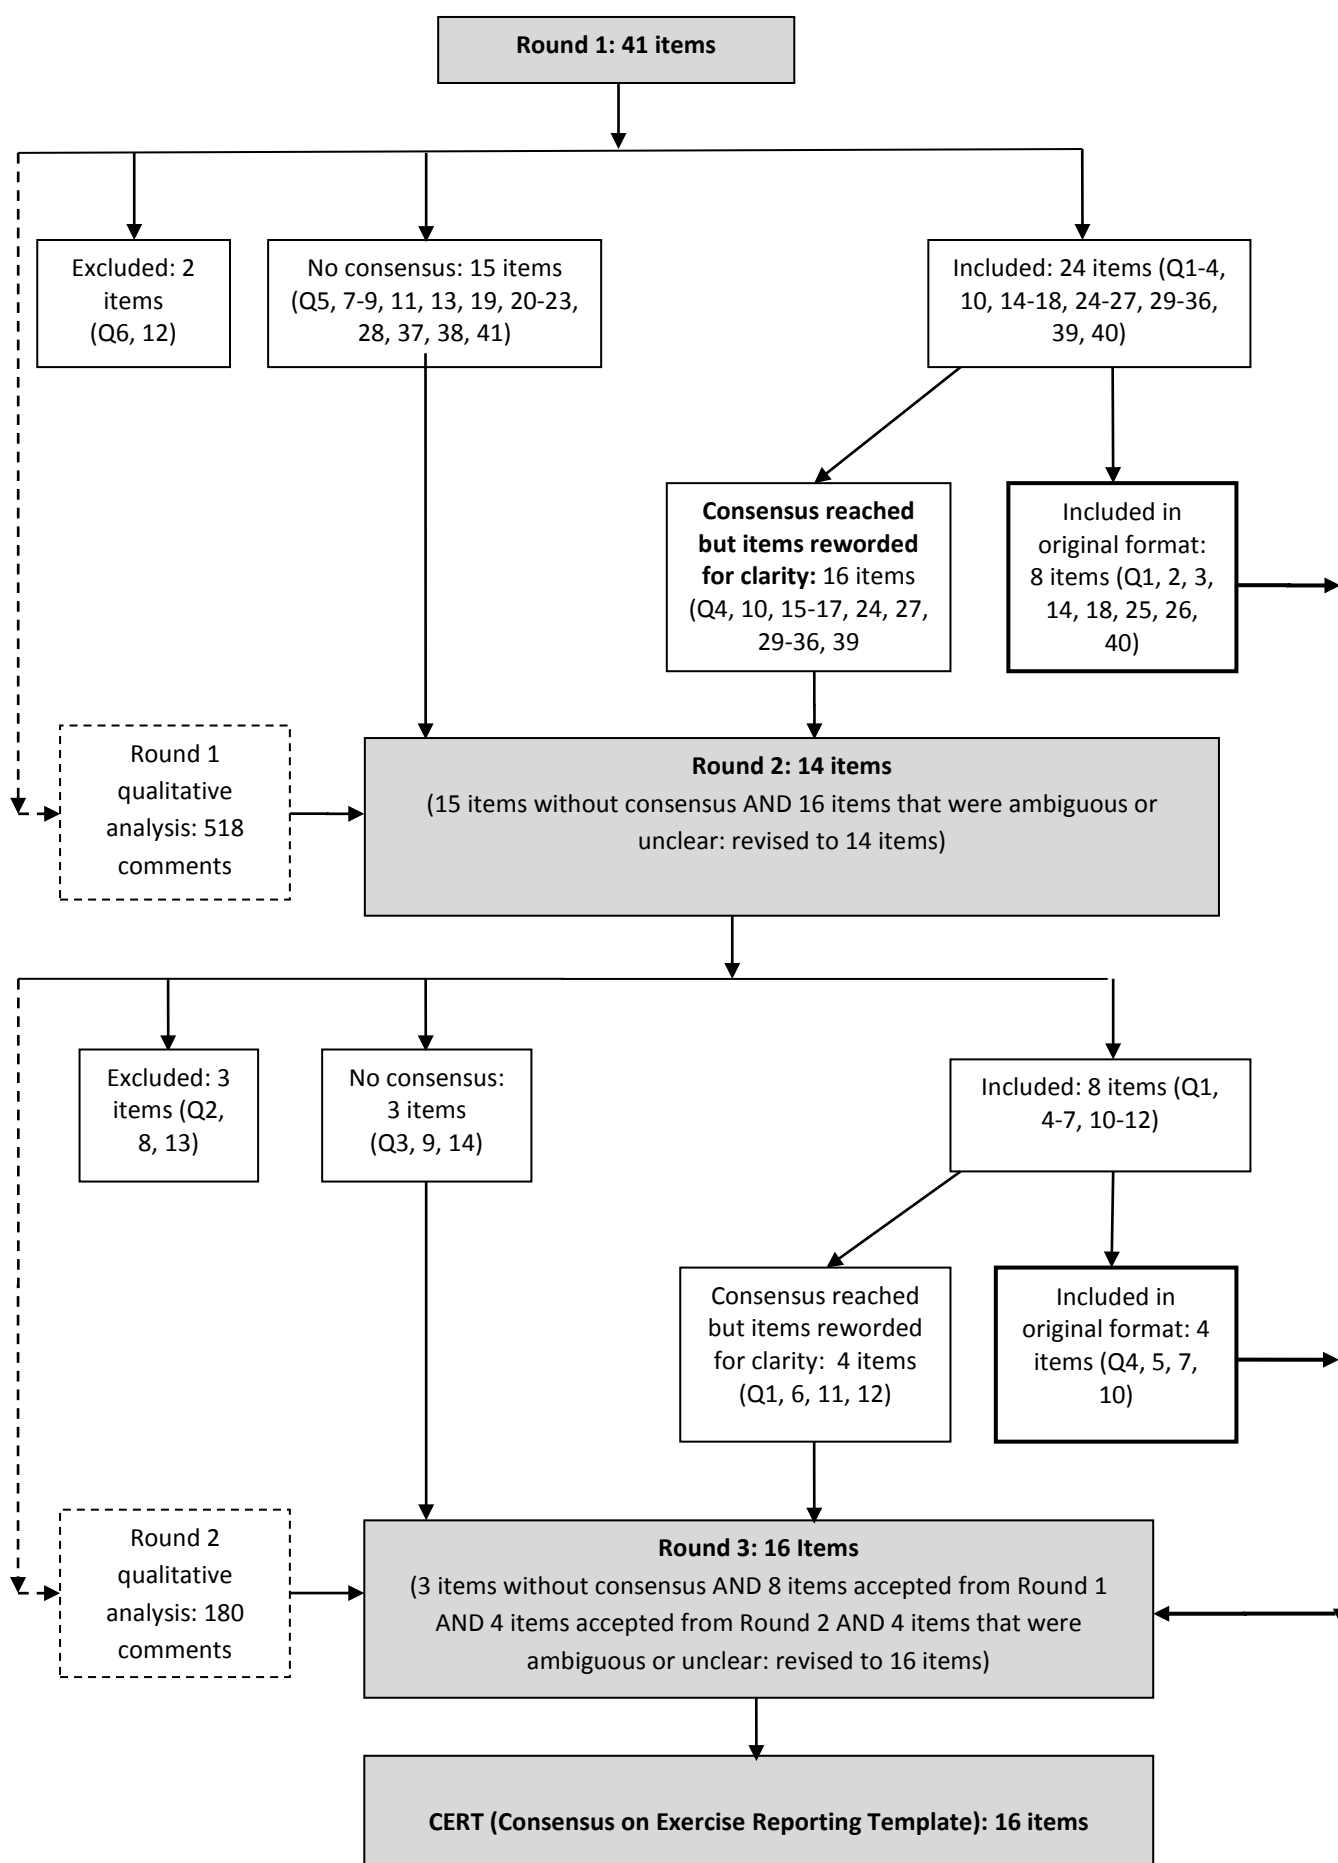 Round 1: 41 items
Excluded: 2
items
(Q6, 12)
No consensus: 15 items
(Q5, 7-9, 11, 13, 19, 20-23,
28, 37, 38, 41)
Included: 24 items (Q1-4,
10, 14-18, 24-27, 29-36,
39, 40)
Consensus reached
but items reworded
for clarity: 16 items
(Q4, 10, 15-17, 24, 27,
29-36, 39
Included in
original format:
8 items (Q1, 2, 3,
14, 18, 25, 26,
40)
Round 1
qualitative
analysis: 518
comments
Round 2: 14 items
(15 items without consensus AND 16 items that were ambiguous or
unclear: revised to 14 items)
Excluded: 3
items (Q2,
8, 13)
No consensus:
3 items
(Q3, 9, 14)
Included: 8 items (Q1,
4-7, 10-12)
Consensus reached
but items reworded
for clarity:  4 items
(Q1, 6, 11, 12)
Included in
original format: 4
items (Q4, 5, 7,
10)
Round 2
qualitative
analysis: 180
comments
Round 3: 16 Items
(3 items without consensus AND 8 items accepted from Round 1
AND 4 items accepted from Round 2 AND 4 items that were
ambiguous or unclear: revised to 16 items)
CERT (Consensus on Exercise Reporting Template): 16 items